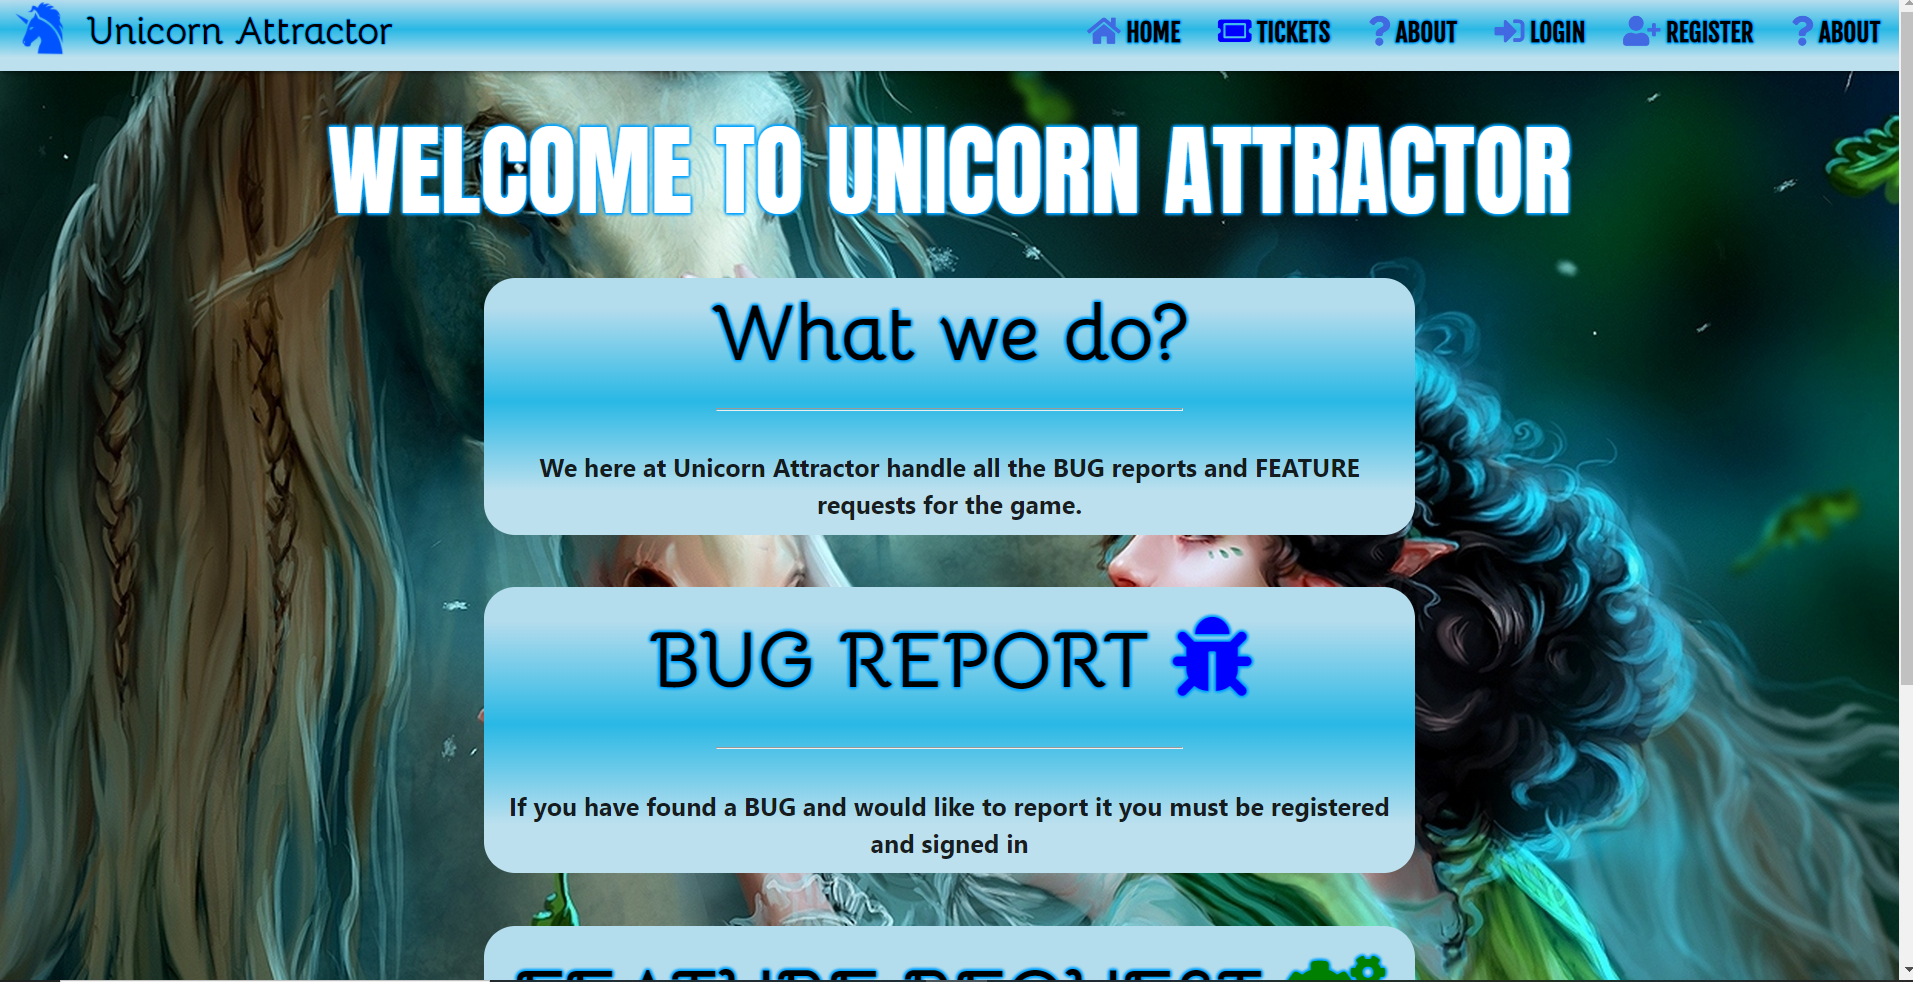 Unicorn Attractor
HOME TICKETS ABOUT LOGIN REGISTER ABOUT
WELCOME TO UNICORN ATTRACTOR
What we do?
We here at Unicorn Attractor handle all the BUG reports and FEATURE
requests for the game.
BUG REPORT
If you have found a BUG and would like to report it you must be registered
and signed in
FEATURE REQUEST